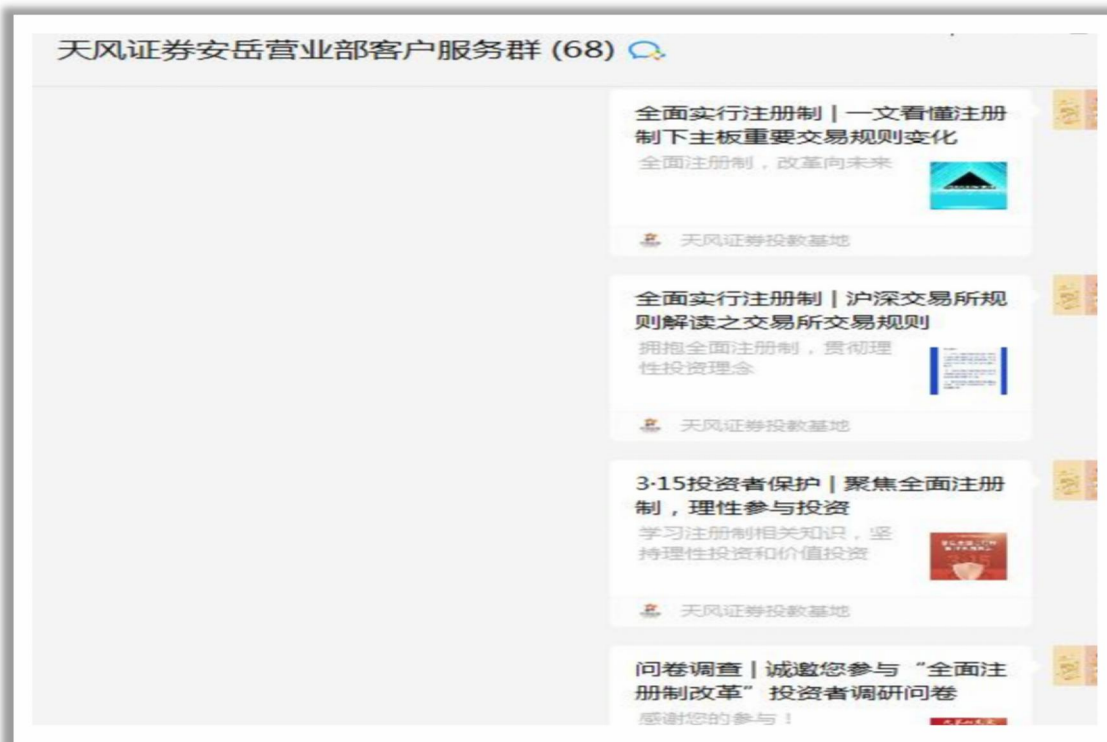 天风证券安岳营业部客户服务群 (68)
全面实行注册制 | 一文看懂注册
制下主板重要交易规则变化
全面注册制，改革向未来
天风证券投教基地
全面实行注册制 | 沪深交易所规
则解读之交易所交易规则
拥抱全面注册制，贯彻理
性投资理念
天风证券投教基地
3·15投资者保护 | 聚焦全面注册
制，理性参与投资
学习注册制相关知识，坚
持理性投资和价值投资
天风证券投教基地
问卷调查 | 诚邀您参与“全面注
册制改革”投资者调研问卷
感谢您的参与！